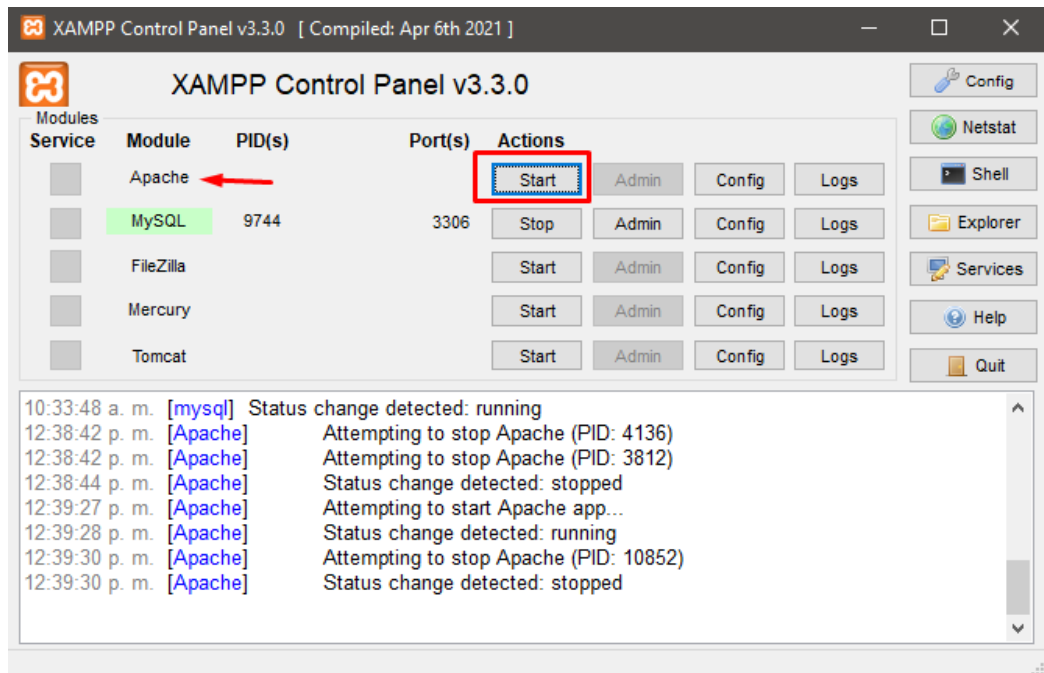 XAMPP Control Panel v3.3.0 [ Compiled: Apr 6th 2021 ]
XAMPP Control Panel v3.3.0
Config
Modules
Service Module PID(s) Port(s) Actions
Netstat
Apache Start Admin Config Logs
Shell
MySQL 9744 3306 Stop Admin Config Logs
Explorer
FileZilla Start Admin Config Logs
Services
Mercury Start Admin Config Logs
Help
Tomcat Start Admin Config Logs
Quit
10:33:48 a. m. [mysql] Status change detected: running
12:38:42 p. m. [Apache] Attempting to stop Apache (PID: 4136)
12:38:42 p. m. [Apache] Attempting to stop Apache (PID: 3812)
12:38:44 p. m. [Apache] Status change detected: stopped
12:39:27 p. m. [Apache] Attempting to start Apache app...
12:39:28 p. m. [Apache] Status change detected: running
12:39:30 p. m. [Apache] Attempting to stop Apache (PID: 10852)
12:39:30 p. m. [Apache] Status change detected: stopped